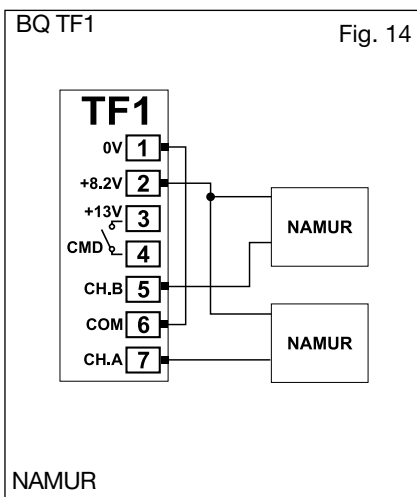 BQ TF1
Fig. 14
TF1
0V 1
+8.2V 2
+13V 3
CMD 4
CH.B 5
COM 6
CH.A 7
NAMUR
NAMUR
NAMUR